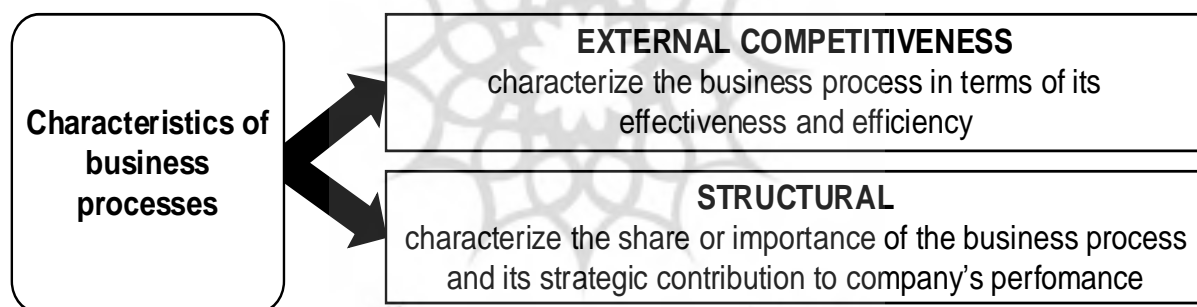 Characteristics of
business
processes
EXTERNAL COMPETITIVENESS
characterize the business process in terms of its
effectiveness and efficiency
STRUCTURAL
characterize the share or importance of the business process
and its strategic contribution to company's perfomance